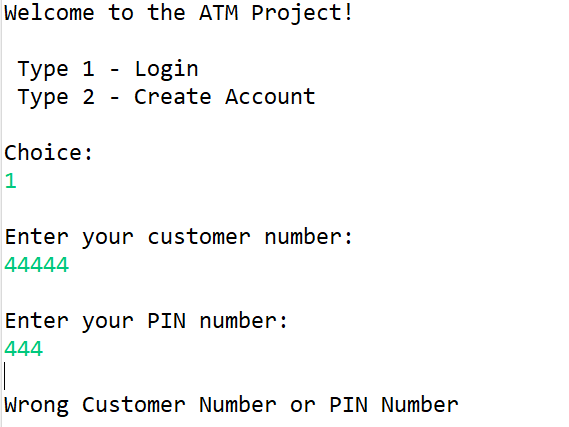 Welcome to the ATM Project!
Type 1 - Login
Type 2 - Create Account
Choice:
1
Enter your customer number:
44444
Enter your PIN number:
444
Wrong Customer Number or PIN Number